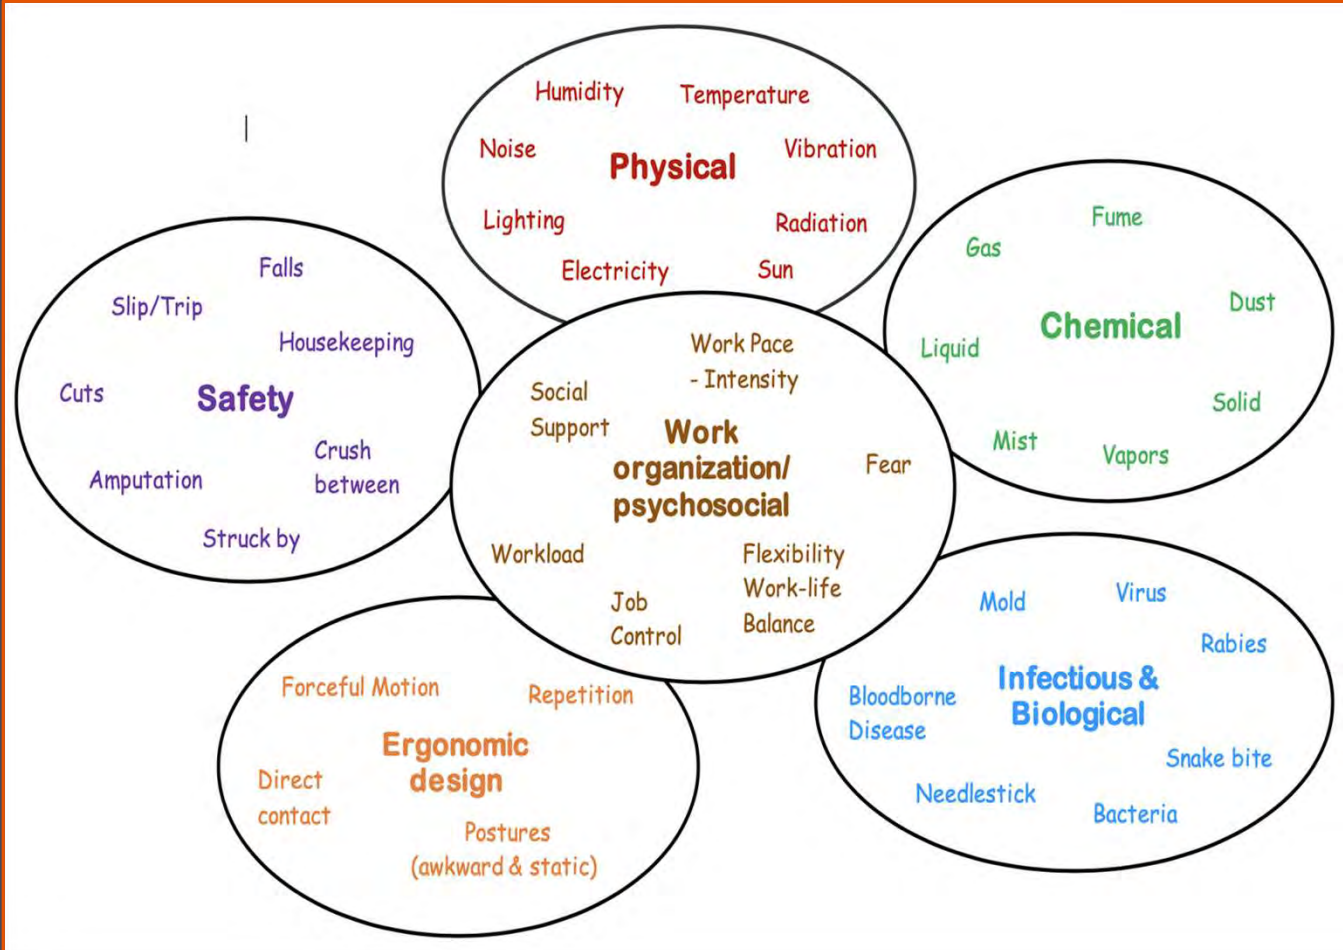 Humidity
Temperature
Noise
Physical
Vibration
Lighting
Radiation
Electricity
Sun
Fume
Gas
Dust
Chemical
Liquid
Solid
Mist
Vapors
Falls
Slip/Trip
Housekeeping
Cuts
Safety
Crush
between
Amputation
Struck by
Work Pace
- Intensity
Social
Support
Work
organization/
psychosocial
Fear
Workload
Flexibility
Work-life
Balance
Job
Control
Forceful Motion
Repetition
Ergonomic
design
Direct
contact
Postures
(awkward & static)
Mold
Virus
Rabies
Infectious &
Biological
Bloodborne
Disease
Snake bite
Needlestick
Bacteria